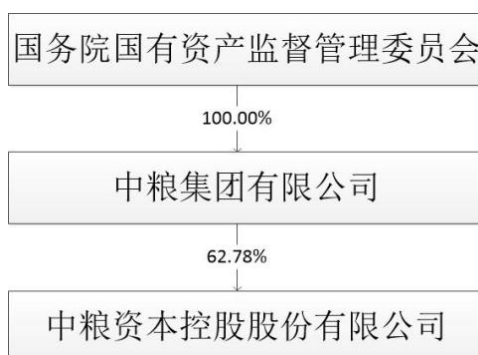 国务院国有资产监督管理委员会
100.00%
中粮集团有限公司
62.78%
中粮资本控股股份有限公司